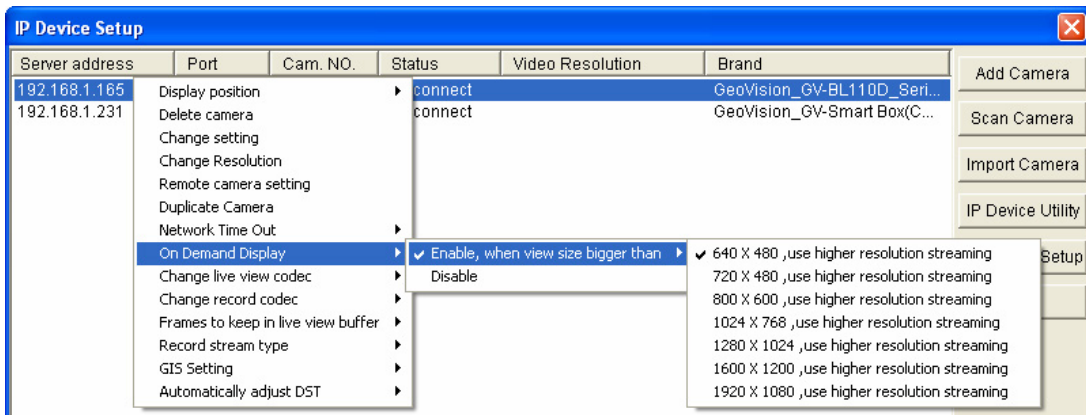 IP Device Setup
Server address Port Cam. NO. Status Video Resolution Brand
Add Camera
192.168.1.165 connect GeoVision_GV-BL110D_Seri...
192.168.1.231 connect GeoVision_GV-Smart Box(C...
Scan Camera
Import Camera
IP Device Utility
Setup
Display position
Delete camera
Change setting
Change Resolution
Remote camera setting
Duplicate Camera
Network Time Out
On Demand Display
Change live view codec
Change record codec
Frames to keep in live view buffer
Record stream type
GIS Setting
Automatically adjust DST
Enable, when view size bigger than
Disable
640 X 480 ,use higher resolution streaming
720 X 480 ,use higher resolution streaming
800 X 600 ,use higher resolution streaming
1024 X 768 ,use higher resolution streaming
1280 X 1024 ,use higher resolution streaming
1600 X 1200 ,use higher resolution streaming
1920 X 1080 ,use higher resolution streaming